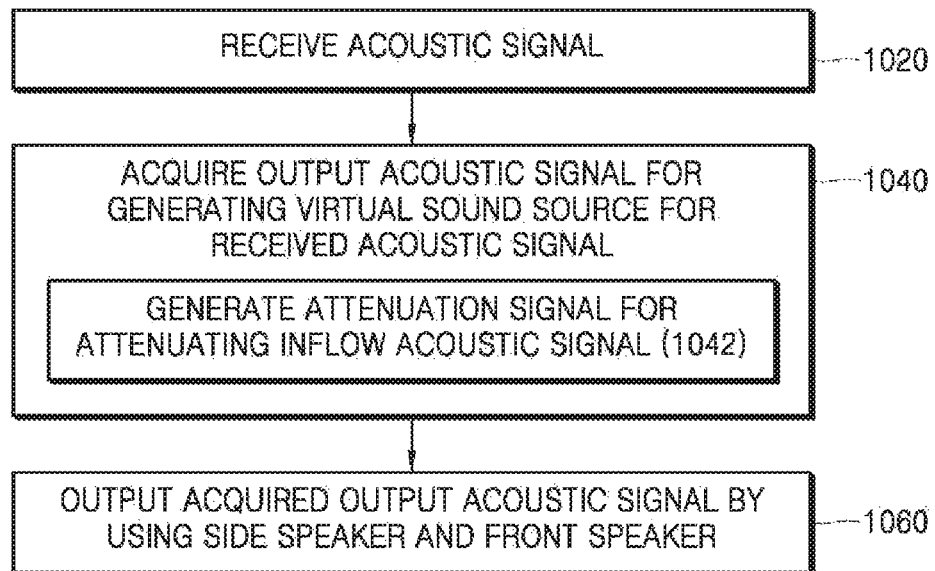 RECEIVE ACOUSTIC SIGNAL
1020
ACQUIRE OUTPUT ACOUSTIC SIGNAL FOR
GENERATING VIRTUAL SOUND SOURCE FOR
RECEIVED ACOUSTIC SIGNAL
1040
GENERATE ATTENUATION SIGNAL FOR
ATTENUATING INFLOW ACOUSTIC SIGNAL (1042)
OUTPUT ACQUIRED OUTPUT ACOUSTIC SIGNAL BY
USING SIDE SPEAKER AND FRONT SPEAKER
1060